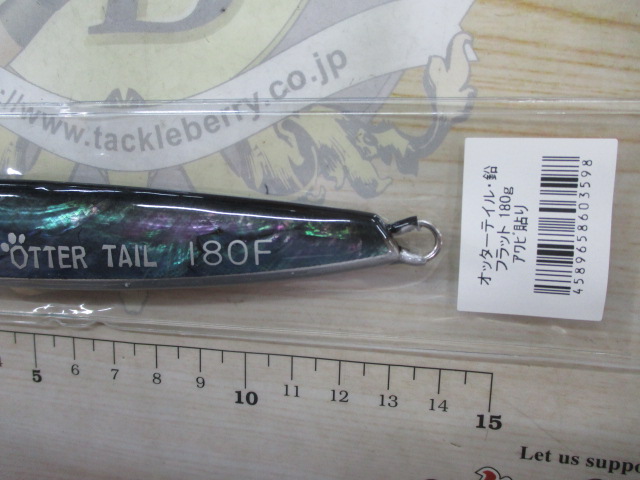 D
://www.tackleberry.co.jp
OTTER TAIL 180F
オッターテイル・鉛
フラット 180g
アワビ貼り
4589658603598
5 6 7 8 9 10 11 12 13 14 15
Let us suppo